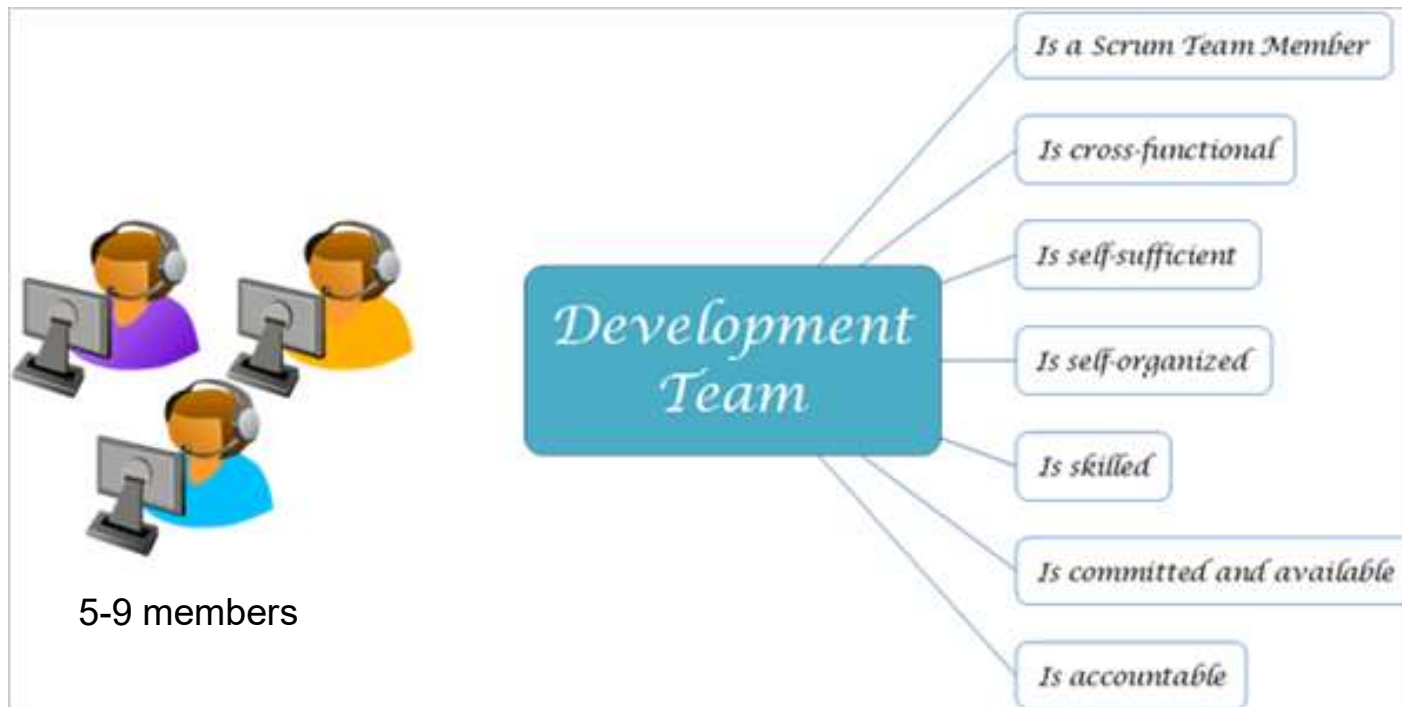 Is a Scrum Team Member
Is cross-functional
Is self-sufficient
Development
Team
Is self-organized
Is skilled
Is committed and available
Is accountable
5-9 members